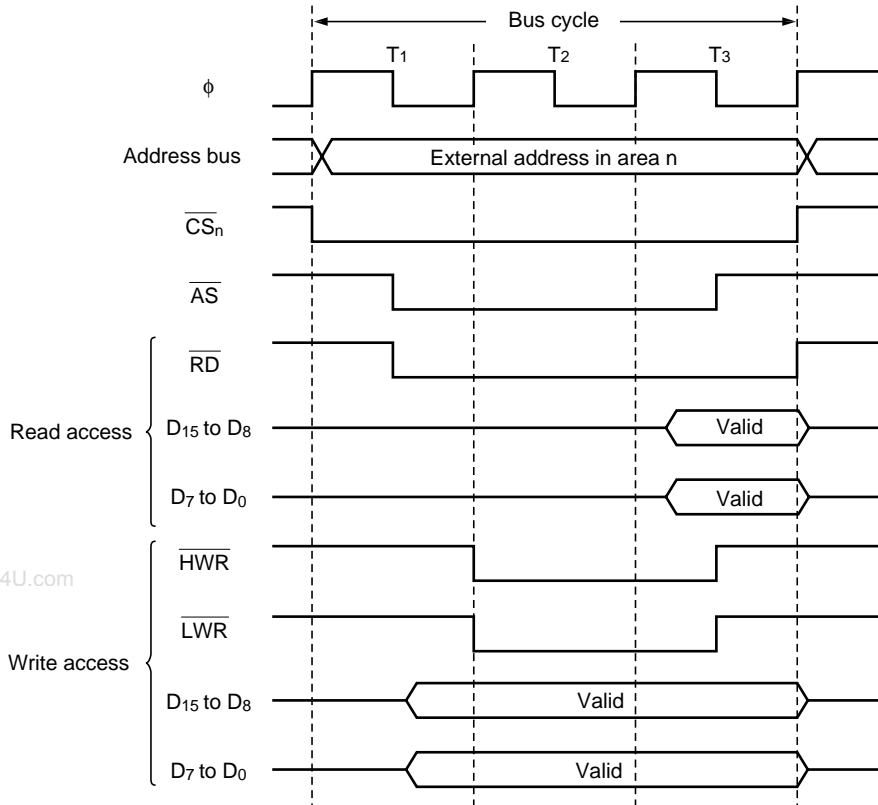 Bus cycle
T1 T2 T3
ϕ
Address bus External address in area n
CSn
AS
RD
Read access
D15 to D8 Valid
D7 to D0 Valid
HWR
4U.com
LWR
Write access
D15 to D8 Valid
D7 to D0 Valid